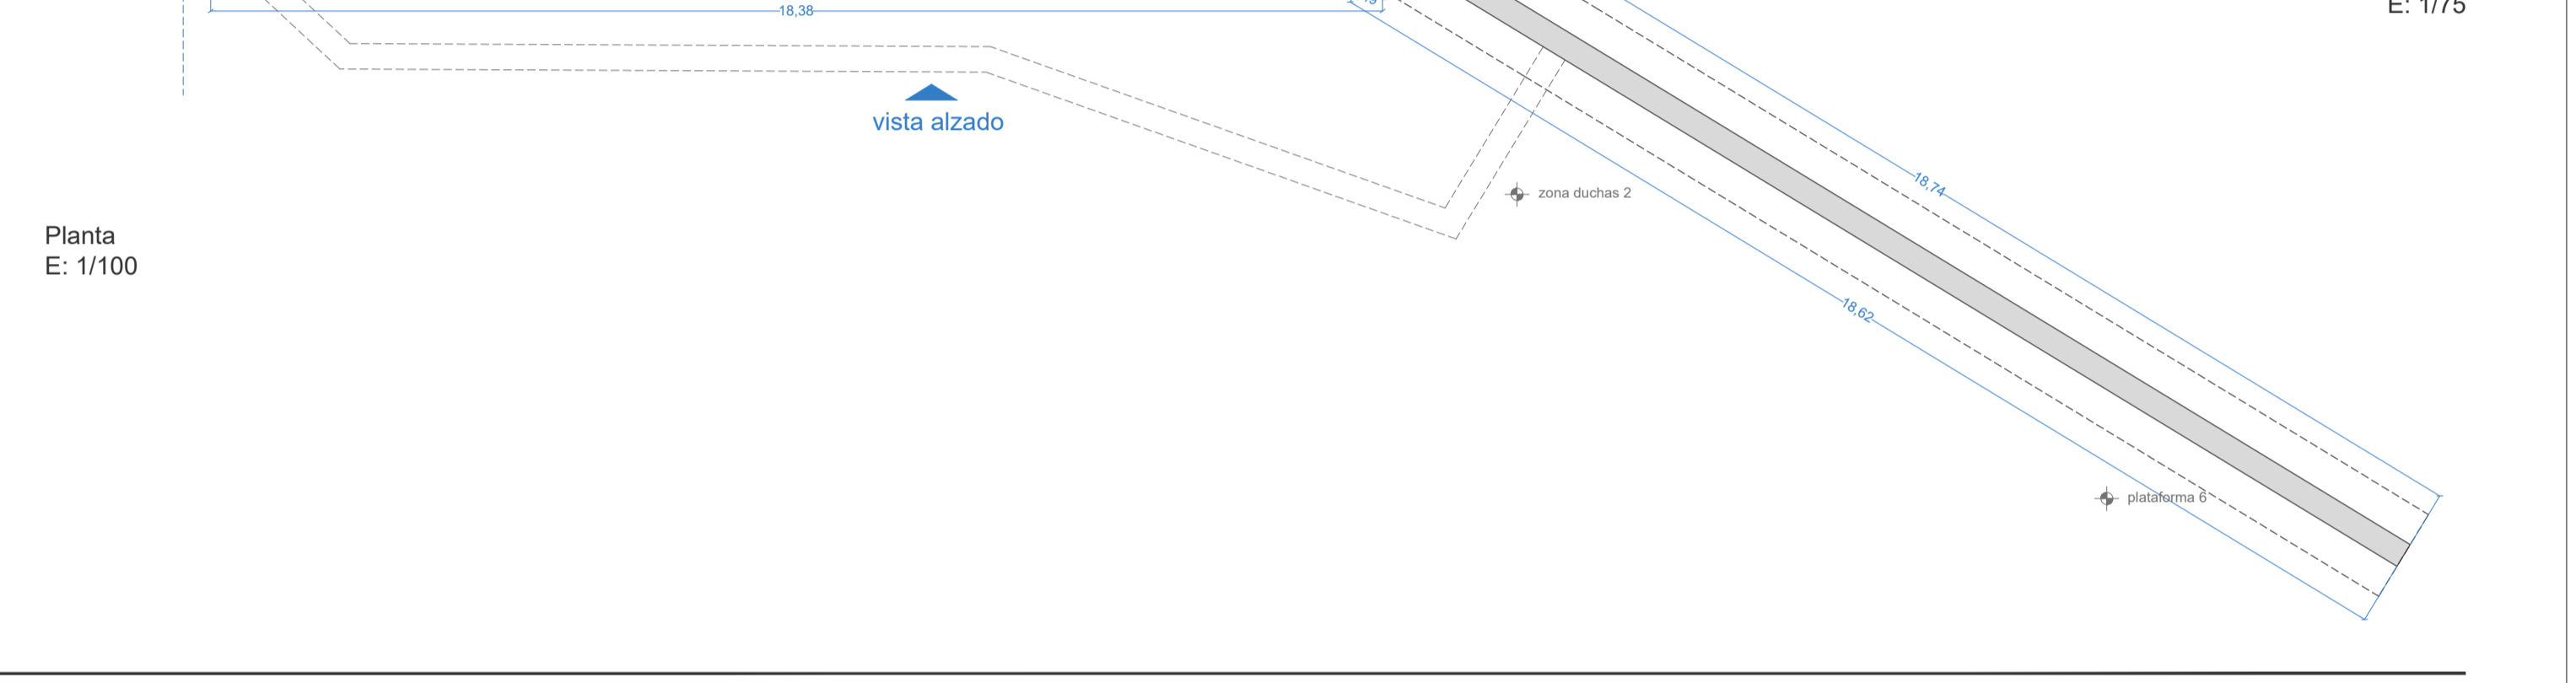 18,38
E: 1/75
vista alzado
18,74
zona duchas 2
Planta
E: 1/100
18,62
plataforma 6